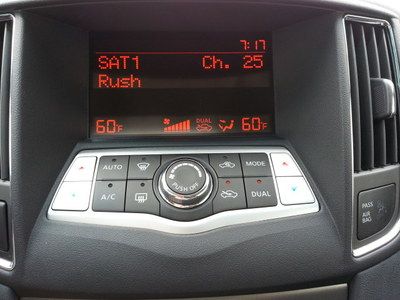 7:17
SAT1 Ch. 25
Rush
60F DUAL 60F
AUTO MODE
A/C DUAL
PUSH OFF
PASS
AIR
BAG